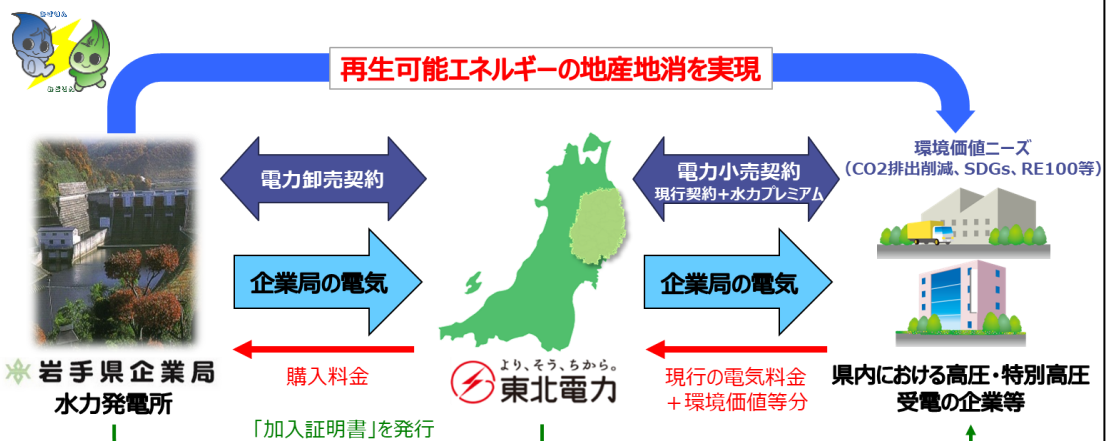 再生可能エネルギーの地産地消を実現
電力卸売契約
電力小売契約
現行契約+水力プレミアム
環境価値ニーズ
(CO2排出削減、SDGs、RE100等)
企業局の電気
企業局の電気
岩手県企業局
水力発電所
購入料金
より、そう、ちから。
東北電力
現行の電気料金
+環境価値等分
県内における高圧・特別高圧
受電の企業等
「加入証明書」を発行